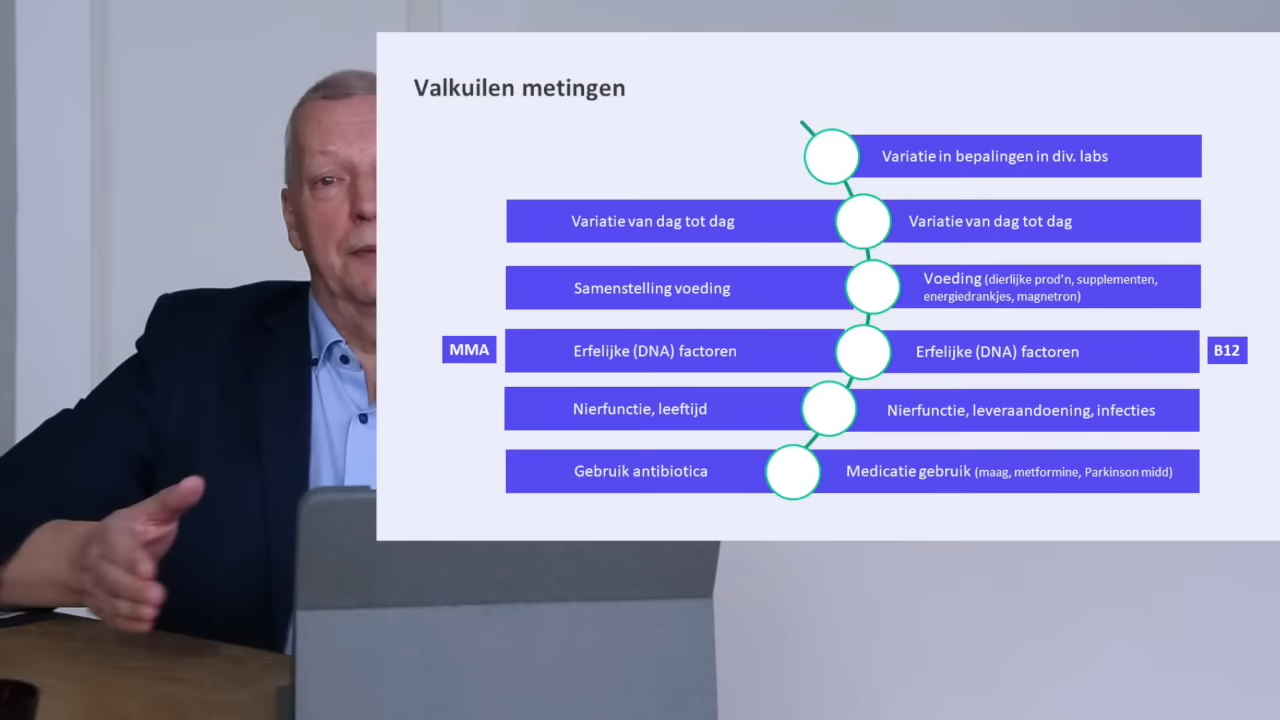 Valkuilen metingen
Variatie in bepalingen in div. labs
Variatie van dag tot dag
Variatie van dag tot dag
Samenstelling voeding
Voeding (dierlijke prod'n, supplementen,
energiedrankjes, magnetron)
MMA
Erfelijke (DNA) factoren
Erfelijke (DNA) factoren
B12
Nierfunctie, leeftijd
Nierfunctie, leveraandoening, infecties
Gebruik antibiotica
Medicatie gebruik (maag, metformine, Parkinson midd)